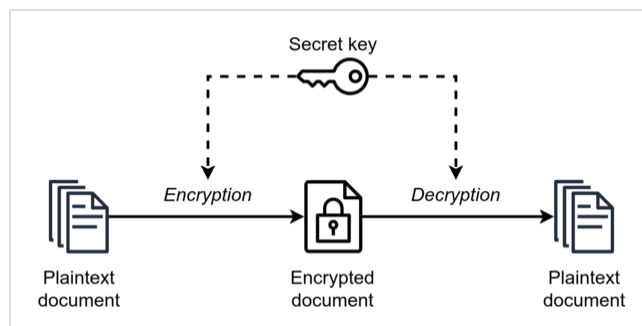 Secret key
Encryption
Decryption
Plaintext
document
Encrypted
document
Plaintext
document